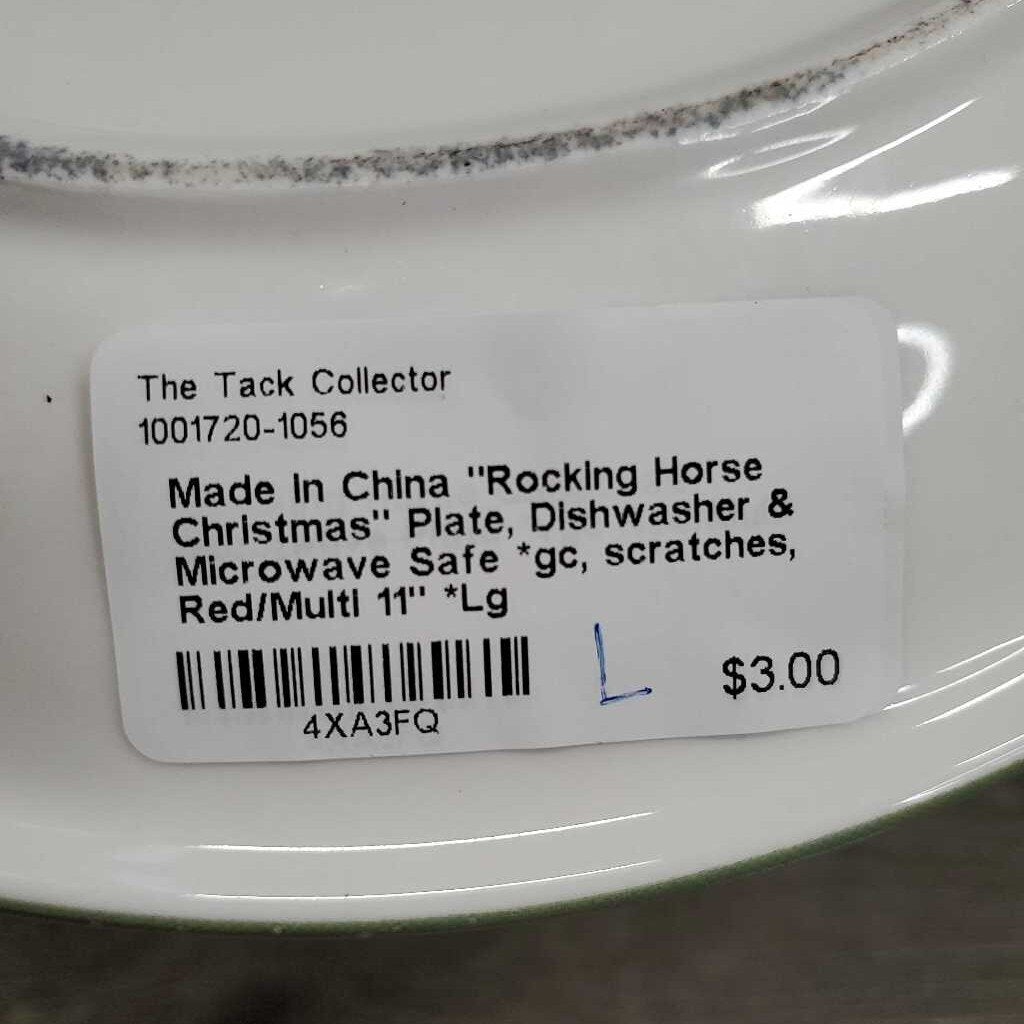 The Tack Collector
1001720-1056
Made in China "Rocking Horse
Christmas" Plate, Dishwasher &
Microwave Safe *gc, scratches,
Red/Multi 11" *Lg
L $3.00
4XA3FQ